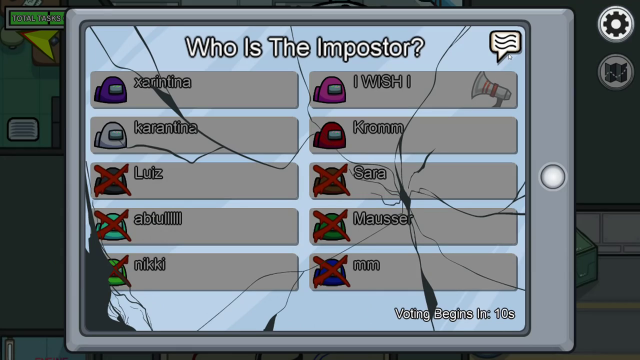 TOTAL TASKS
Who Is The Impostor?
xarintina
I WISH I
karantina
Kromm
Luiz
Sara
abtullllll
Mausser
nikki
mm
Voting Begins In: 10s